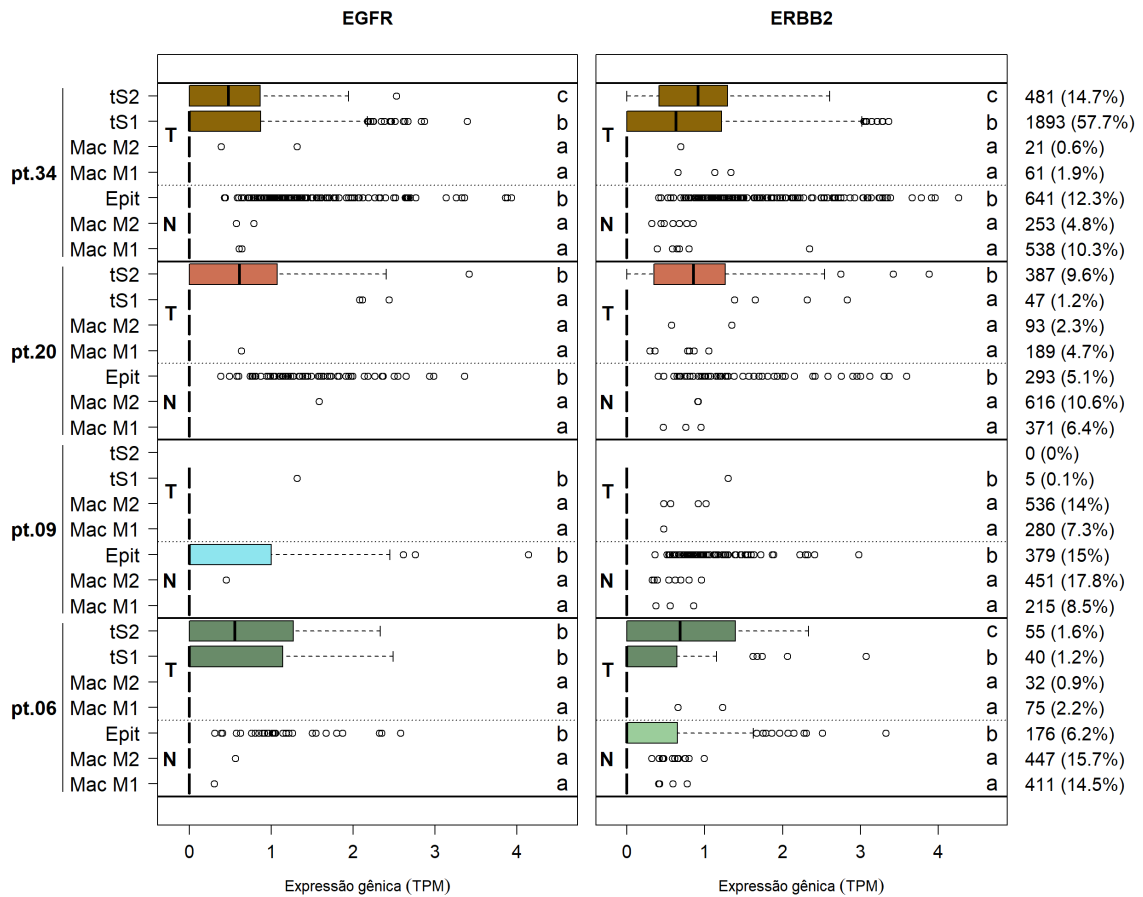 EGFR ERBB2
tS2 c c 481 (14.7%)
tS1 b b 1893 (57.7%)
T T
Mac M2 a a 21 (0.6%)
pt.34 Mac M1 a a 61 (1.9%)
Epit b b 641 (12.3%)
Mac M2 N a N a 253 (4.8%)
Mac M1 a a 538 (10.3%)
tS2 b b 387 (9.6%)
tS1 a a 47 (1.2%)
T T
Mac M2 a a 93 (2.3%)
pt.20 Mac M1 a a 189 (4.7%)
Epit b b 293 (5.1%)
Mac M2 N a N a 616 (10.6%)
Mac M1 a a 371 (6.4%)
tS2 0 (0%)
tS1 b b 5 (0.1%)
T T
Mac M2 a a 536 (14%)
pt.09 Mac M1 a a 280 (7.3%)
Epit b b 379 (15%)
Mac M2 N a N a 451 (17.8%)
Mac M1 a a 215 (8.5%)
tS2 b c 55 (1.6%)
tS1 b b 40 (1.2%)
T T
Mac M2 a a 32 (0.9%)
pt.06 Mac M1 a a 75 (2.2%)
Epit b b 176 (6.2%)
Mac M2 N a N a 447 (15.7%)
Mac M1 a a 411 (14.5%)
0 1 2 3 4 0 1 2 3 4
Expressão gênica (TPM) Expressão gênica (TPM)